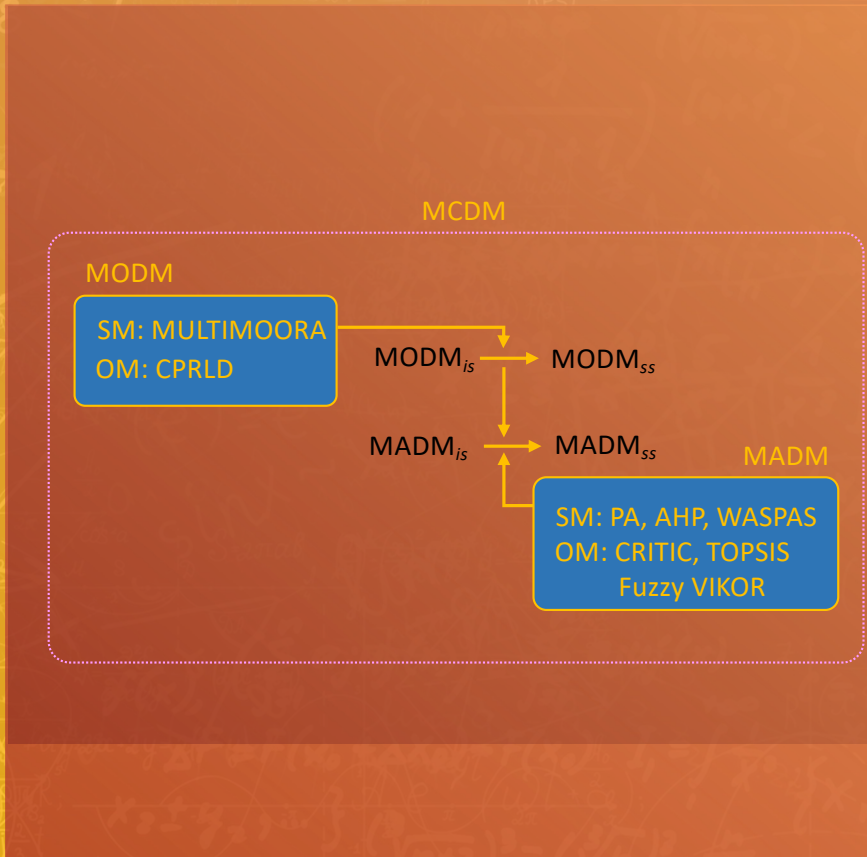 MCDM
MODM
SM: MULTIMOORA
OM: CPRLD
MODMis MODMss
MADMis MADMss
MADM
SM: PA, AHP, WASPAS
OM: CRITIC, TOPSIS
Fuzzy VIKOR